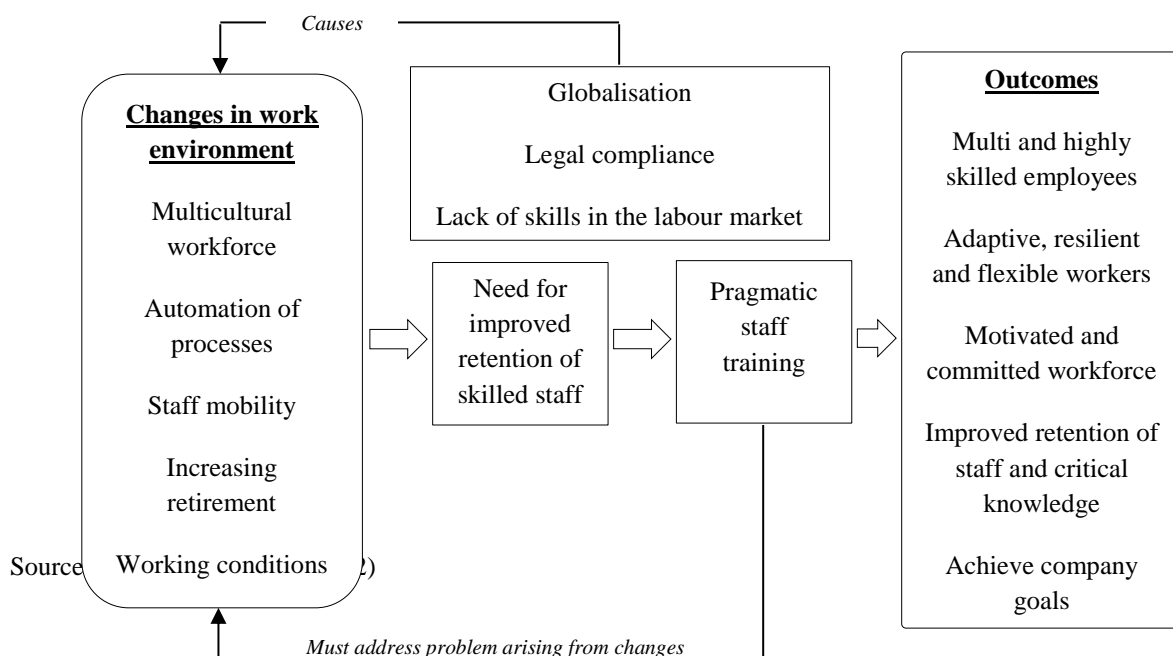 Causes
Changes in work
environment
Multicultural
workforce
Automation of
processes
Staff mobility
Increasing
retirement
Working conditions
Globalisation
Legal compliance
Lack of skills in the labour market
Need for
improved
retention of
skilled staff
Pragmatic
staff
training
Outcomes
Multi and highly
skilled employees
Adaptive, resilient
and flexible workers
Motivated and
committed workforce
Improved retention of
staff and critical
knowledge
Achieve company
goals
Source 2)
Must address problem arising from changes